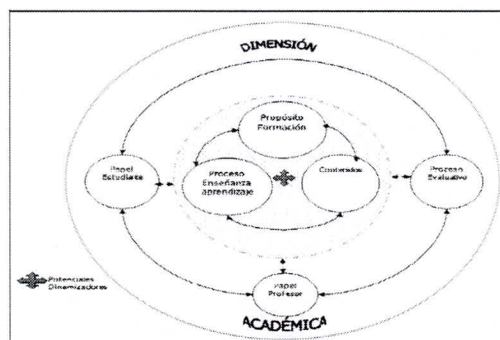 DIMENSIÓN
Propósito
Formación
Papel
Estudiante
Proceso
Enseñanza
aprendizaje
Contenidos
Proceso
Evaluativo
Potenciales
Dinamizadores
Papel
Profesor
ACADÉMICA